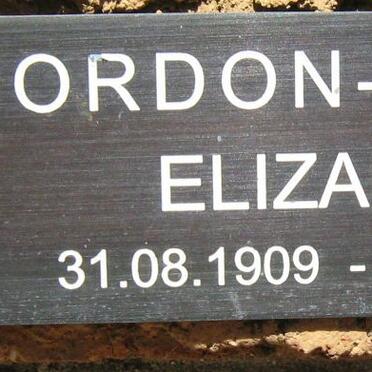 ORDON-
ELIZA
31.08.1909 -